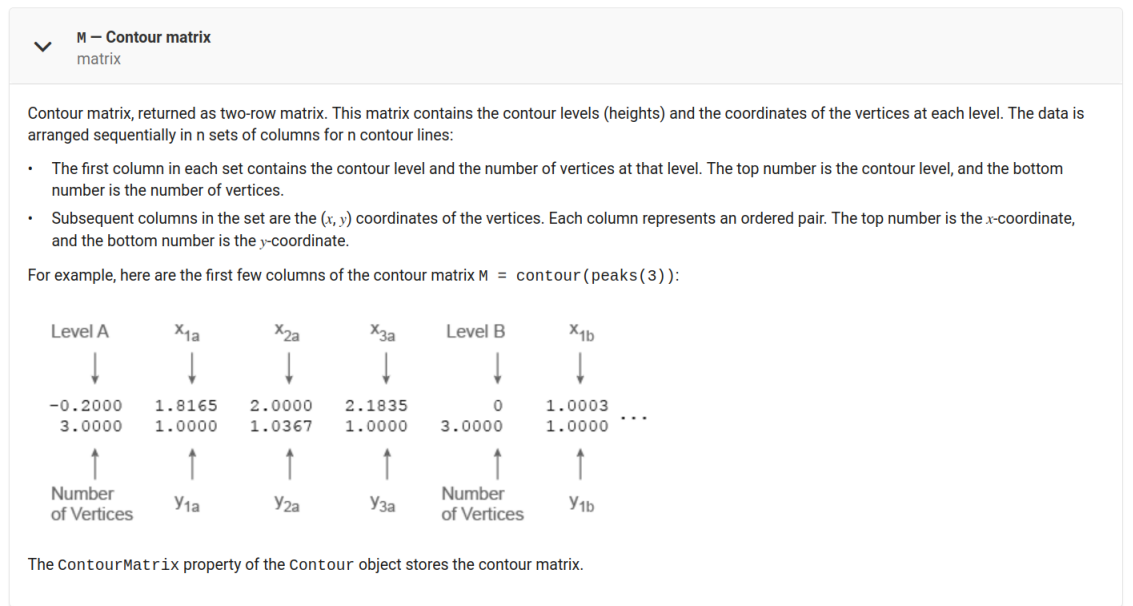 M — Contour matrix
matrix
Contour matrix, returned as two-row matrix. This matrix contains the contour levels (heights) and the coordinates of the vertices at each level. The data is
arranged sequentially in n sets of columns for n contour lines:
• The first column in each set contains the contour level and the number of vertices at that level. The top number is the contour level, and the bottom
number is the number of vertices.
• Subsequent columns in the set are the (x, y) coordinates of the vertices. Each column represents an ordered pair. The top number is the x-coordinate,
and the bottom number is the y-coordinate.
For example, here are the first few columns of the contour matrix M = contour(peaks(3)):
Level A x1a x2a x3a Level B x1b
-0.2000 1.8165 2.0000 2.1835 0 1.0003
3.0000 1.0000 1.0367 1.0000 3.0000 1.0000 ...
Number y1a y2a y3a Number y1b
of Vertices of Vertices
The ContourMatrix property of the Contour object stores the contour matrix.